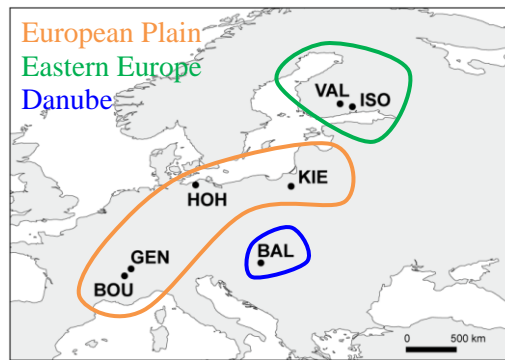 European Plain
Eastern Europe
Danube
VAL
ISO
KIE
HOH
BAL
GEN
BOU
0 500 km